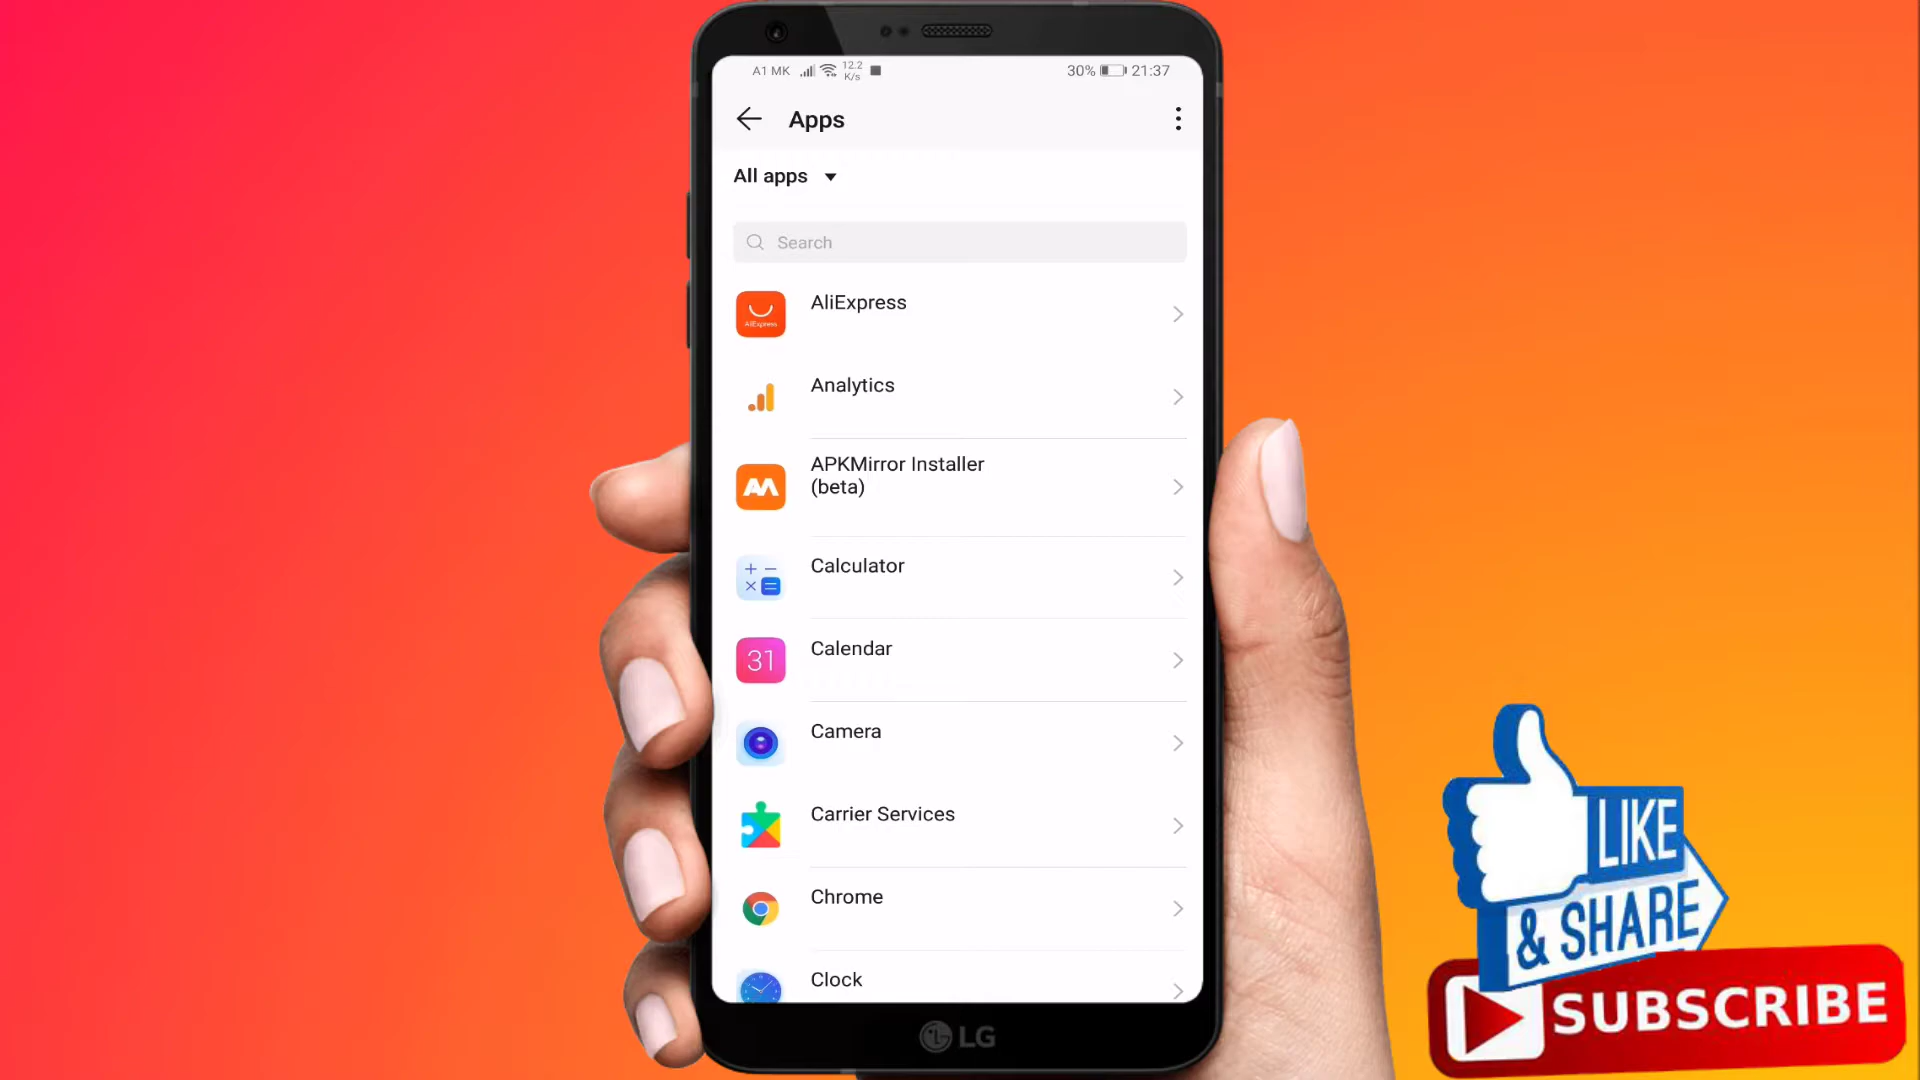 A1 MK 12.2 K/s 30% 21:37
Apps
All apps
Search
AliExpress
AliExpress
Analytics
APKMirror Installer
(beta)
Calculator
31
Calendar
Camera
Carrier Services
Chrome
Clock
LG
LIKE
& SHARE
SUBSCRIBE